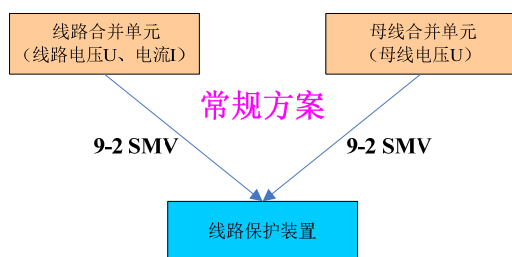 线路合并单元
（线路电压U、电流I）
母线合并单元
（母线电压U）
常规方案
9-2 SMV
9-2 SMV
线路保护装置